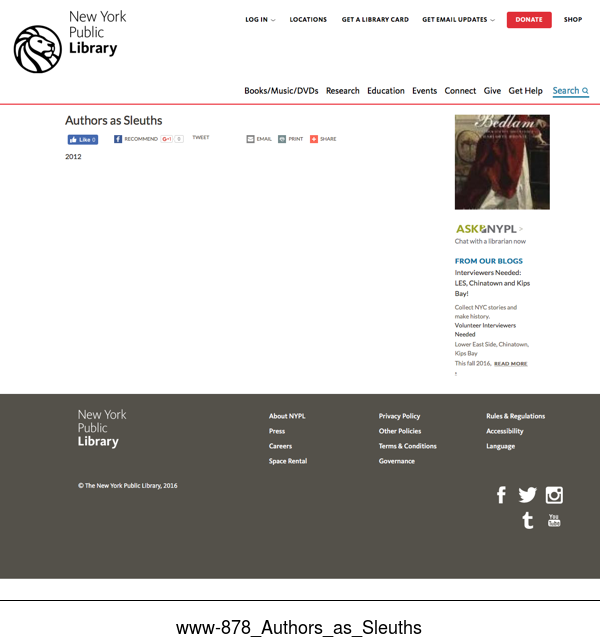 New York
Public
Library
LOG IN
LOCATIONS
GET A LIBRARY CARD
GET EMAIL UPDATES
DONATE
SHOP
Books/Music/DVDs
Research
Education
Events
Connect
Give
Get Help
Search
Authors as Sleuths
Like 0
RECOMMEND
G+1 0
TWEET
EMAIL
PRINT
SHARE
2012
Bedlam
ASKNYPL >
Chat with a librarian now
FROM OUR BLOGS
Interviewers Needed:
LES, Chinatown and Kips
Bay!
Collect NYC stories and
make history.
Volunteer Interviewers
Needed
Lower East Side, Chinatown,
Kips Bay
This fall 2016, READ MORE
New York
Public
Library
About NYPL
Press
Careers
Space Rental
Privacy Policy
Other Policies
Terms & Conditions
Governance
Rules & Regulations
Accessibility
Language
© The New York Public Library, 2016
You
Tube
www-878_Authors_as_Sleuths